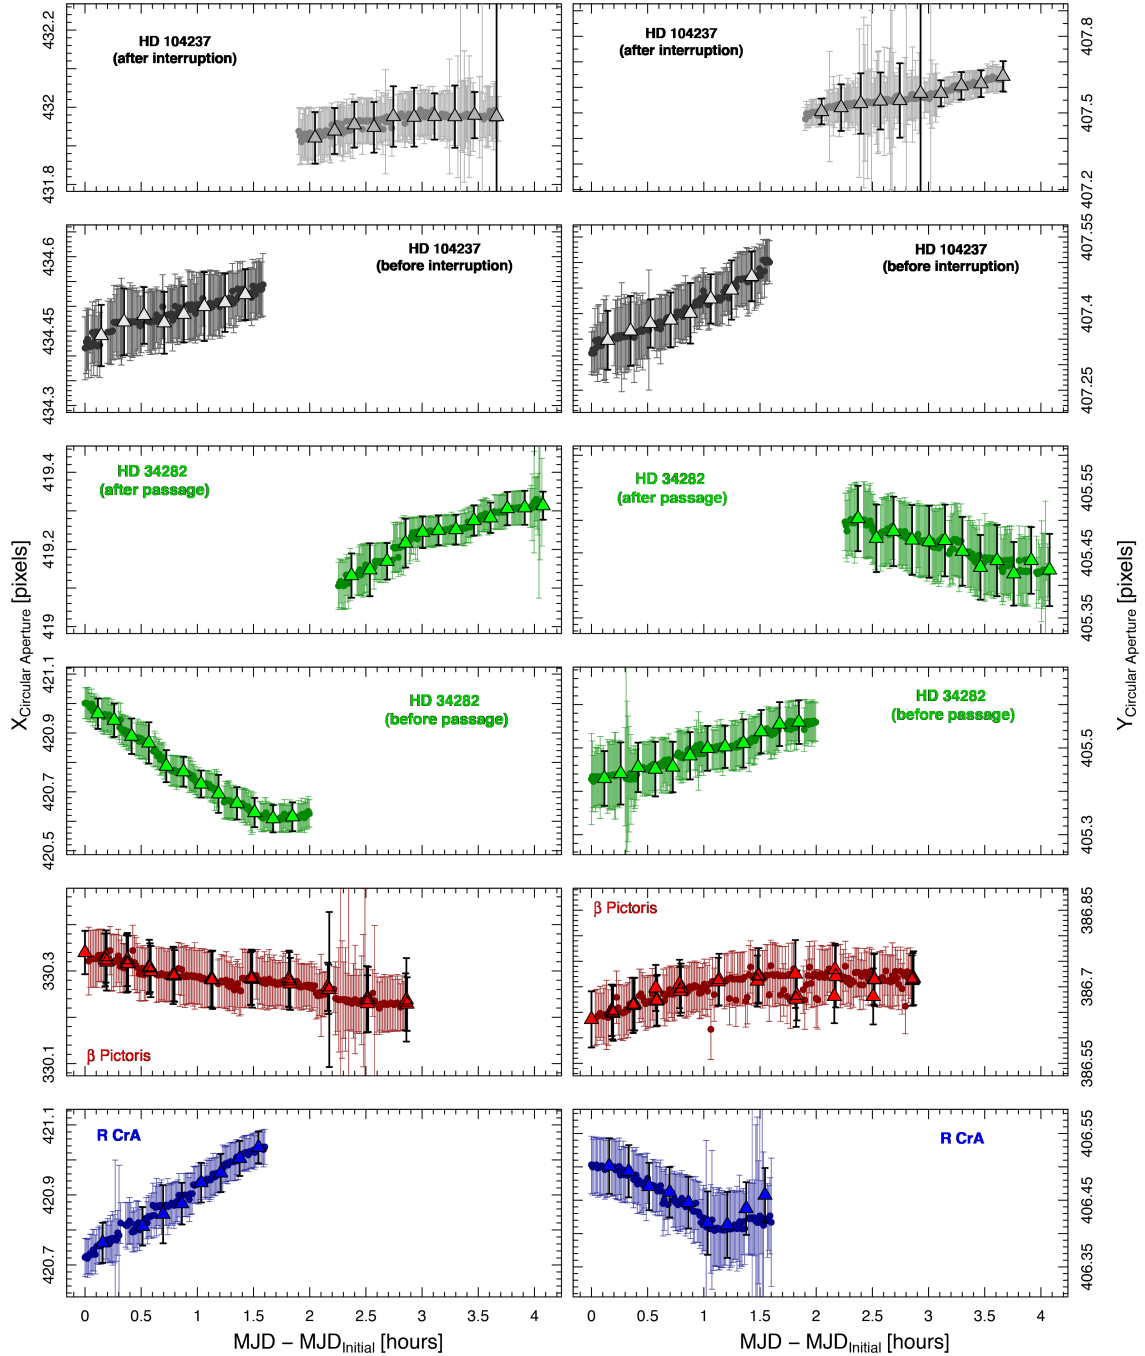 HD 104237
(after interruption)
432.2
432
431.8
HD 104237
(after interruption)
407.8
407.5
407.2
HD 104237
(before interruption)
434.6
434.45
434.3
HD 104237
(before interruption)
407.55
407.4
407.25
HD 34282
(after passage)
419.4
419.2
419
HD 34282
(after passage)
405.55
405.45
405.35
X Circular Aperture [pixels]
Y Circular Aperture [pixels]
HD 34282
(before passage)
421.1
420.9
420.7
420.5
HD 34282
(before passage)
405.5
405.3
β Pictoris
330.3
330.1
β Pictoris
386.85
386.7
386.55
R CrA
421.1
420.9
420.7
R CrA
406.55
406.45
406.35
0 0.5 1 1.5 2 2.5 3 3.5 4
0 0.5 1 1.5 2 2.5 3 3.5 4
MJD − MJD Initial [hours]
MJD − MJD Initial [hours]